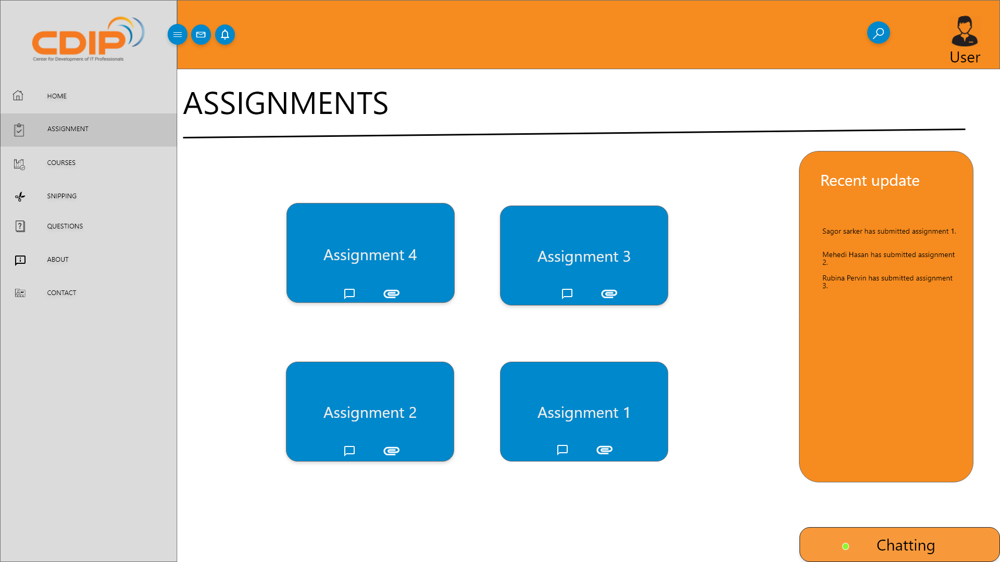 CDIP
Center for Development of IT Professionals
User
HOME
ASSIGNMENT
COURSES
SNIPPING
QUESTIONS
ABOUT
CONTACT
ASSIGNMENTS
Assignment 4
Assignment 3
Assignment 2
Assignment 1
Recent update
Sagor sarker has submitted assignment 1.
Mehedi Hasan has submitted assignment
2.
Rubina Pervin has submitted assignment
3.
Chatting